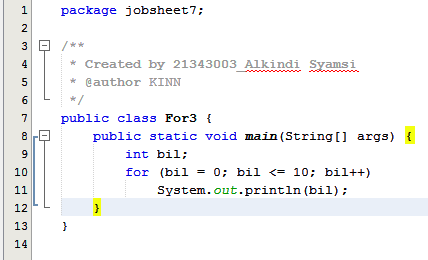 1 package jobsheet7;
2
3 /**
4 * Created by 21343003_Alkindi Syamsi
5 * @author KINN
6 */
7 public class For3 {
8 public static void main(String[] args) {
9 int bil;
10 for (bil = 0; bil <= 10; bil++)
11 System.out.println(bil);
12 }
13 }
14